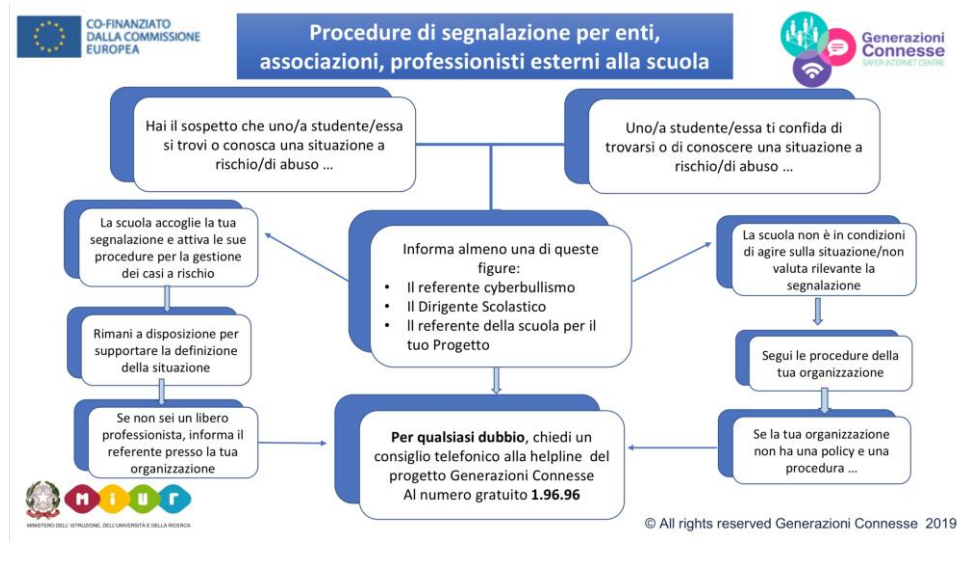 CO-FINANZIATO
DALLA COMMISSIONE
EUROPEA
Procedure di segnalazione per enti,
associazioni, professionisti esterni alla scuola
Generazioni
Connesse
SAFER INTERNET CENTRE
Hai il sospetto che uno/a studente/essa
si trovi o conosca una situazione a
rischio/di abuso …
Uno/a studente/essa ti confida di
trovarsi o di conoscere una situazione a
rischio/di abuso …
La scuola accoglie la tua
segnalazione e attiva le sue
procedure per la gestione
dei casi a rischio
Informa almeno una di queste
figure:
• Il referente cyberbullismo
• Il Dirigente Scolastico
• Il referente della scuola per il
tuo Progetto
La scuola non è in condizioni
di agire sulla situazione/non
valuta rilevante la
segnalazione
Rimani a disposizione per
supportare la definizione
della situazione
Segui le procedure della
tua organizzazione
Se non sei un libero
professionista, informa il
referente presso la tua
organizzazione
Per qualsiasi dubbio, chiedi un
consiglio telefonico alla helpline del
progetto Generazioni Connesse
Al numero gratuito 1.96.96
Se la tua organizzazione
non ha una policy e una
procedura …
miur
MINISTERO DELL' ISTRUZIONE, DELL'UNIVERSITÀ E DELLA RICERCA
© All rights reserved Generazioni Connesse 2019